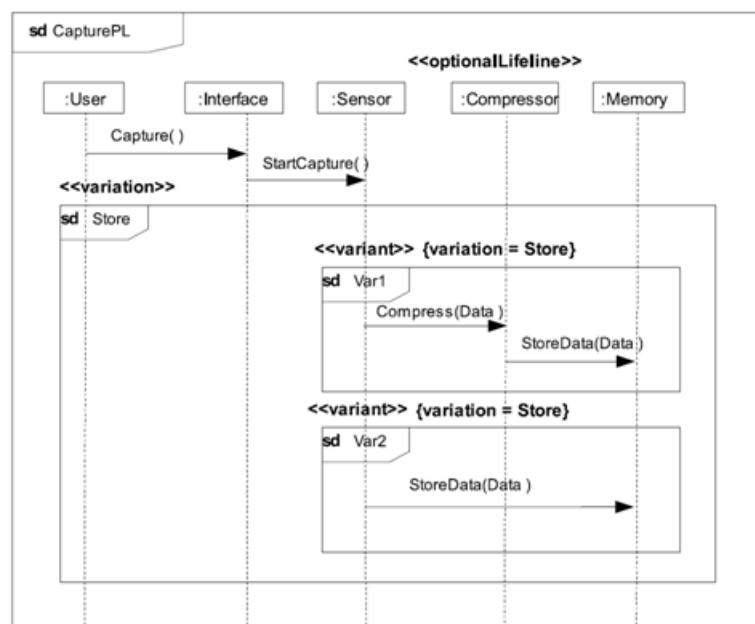 sd CapturePL
<<optionalLifeline>>
:User :Interface :Sensor :Compressor :Memory
Capture( )
StartCapture( )
<<variation>>
sd Store
<<variant>> {variation = Store}
sd Var1
Compress(Data )
StoreData(Data )
<<variant>> {variation = Store}
sd Var2
StoreData(Data )